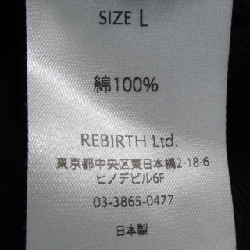 SIZE L
綿100%
REBIRTH Ltd.
東京都中央区東日本橋2-18-6
ヒノデビル6F
03-3865-0477
日本製